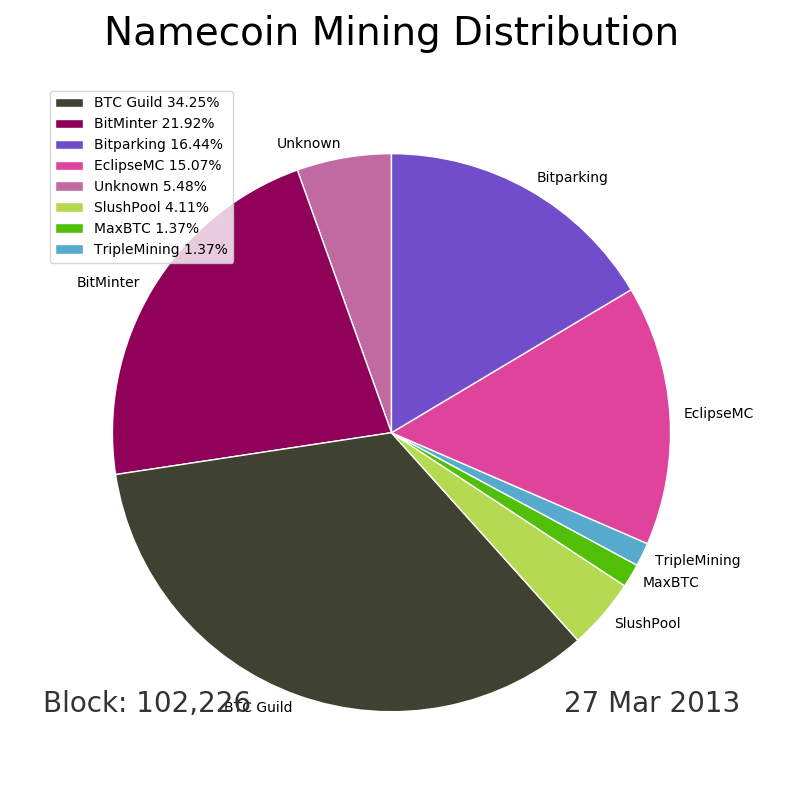 Namecoin Mining Distribution
BTC Guild 34.25%
BitMinter 21.92%
Bitparking 16.44%
EclipseMC 15.07%
Unknown 5.48%
SlushPool 4.11%
MaxBTC 1.37%
TripleMining 1.37%
Unknown
Bitparking
BitMinter
EclipseMC
TripleMining
MaxBTC
SlushPool
BTC Guild
Block: 102,226
27 Mar 2013